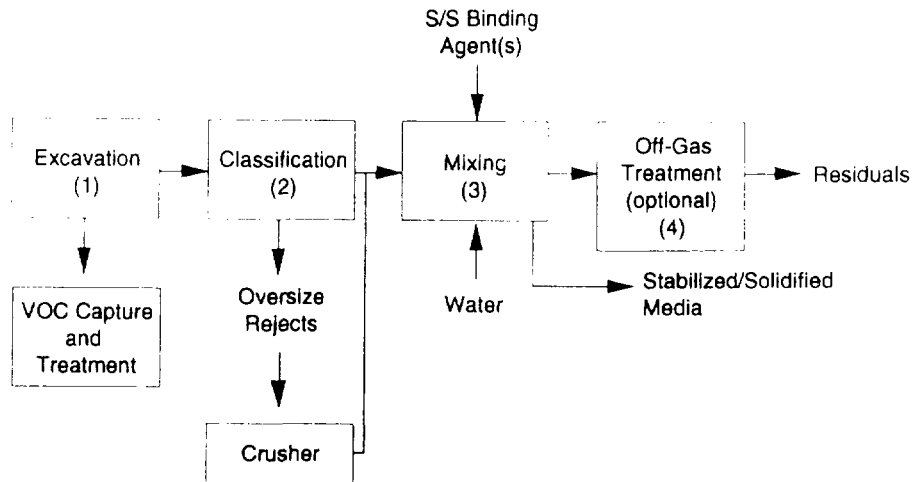 S/S Binding
Agent(s)
Excavation
(1)
Classification
(2)
Mixing
(3)
Off-Gas
Treatment
(optional)
(4)
Residuals
VOC Capture
and
Treatment
Oversize
Rejects
Water
Stabilized/Solidified
Media
Crusher